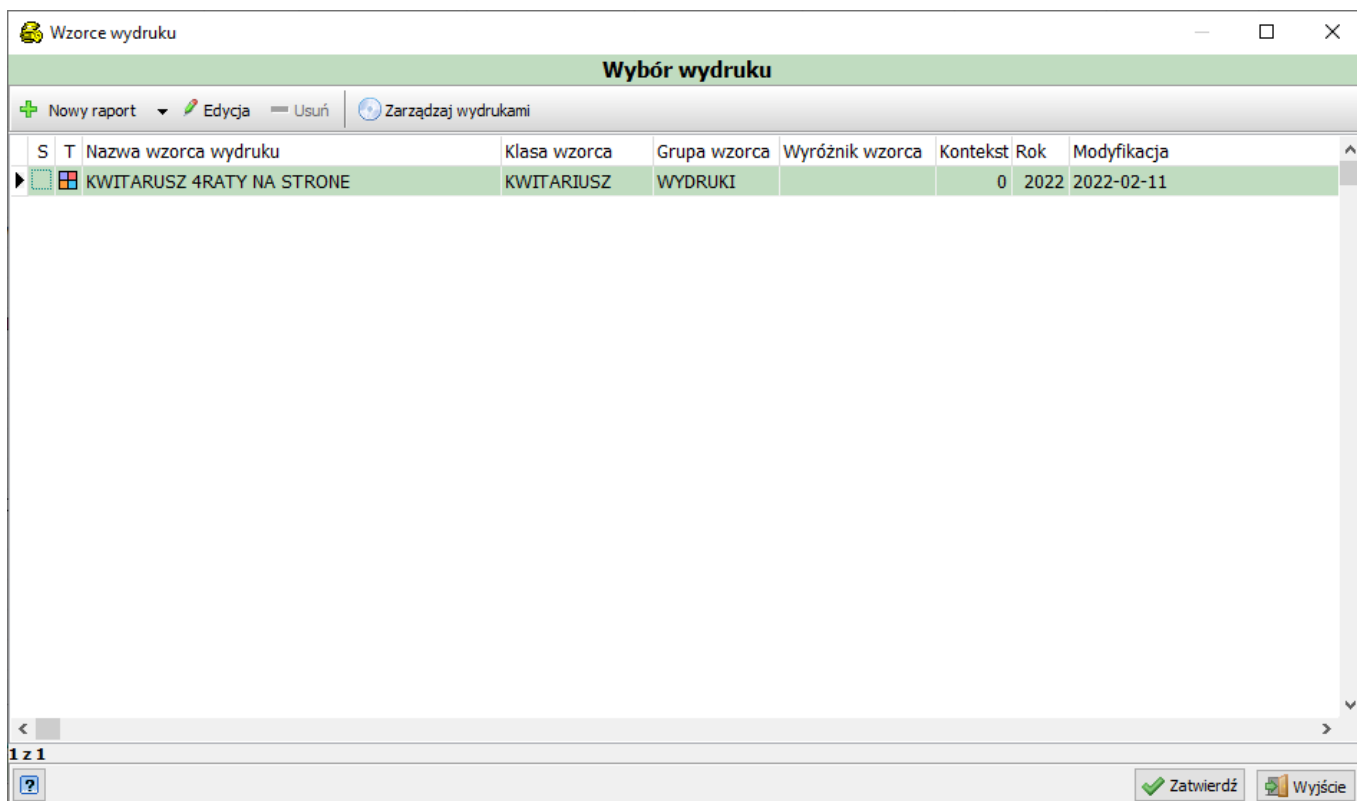 Wzorce wydruku
Wybór wydruku
Nowy raport Edycja Usuń Zarządzaj wydrukami
S T Nazwa wzorca wydruku Klasa wzorca Grupa wzorca Wyróżnik wzorca Kontekst Rok Modyfikacja
KWITARUSZ 4RATY NA STRONE KWITARIUSZ WYDRUKI 0 2022 2022-02-11
1 z 1
? Zatwierdź Wyjście